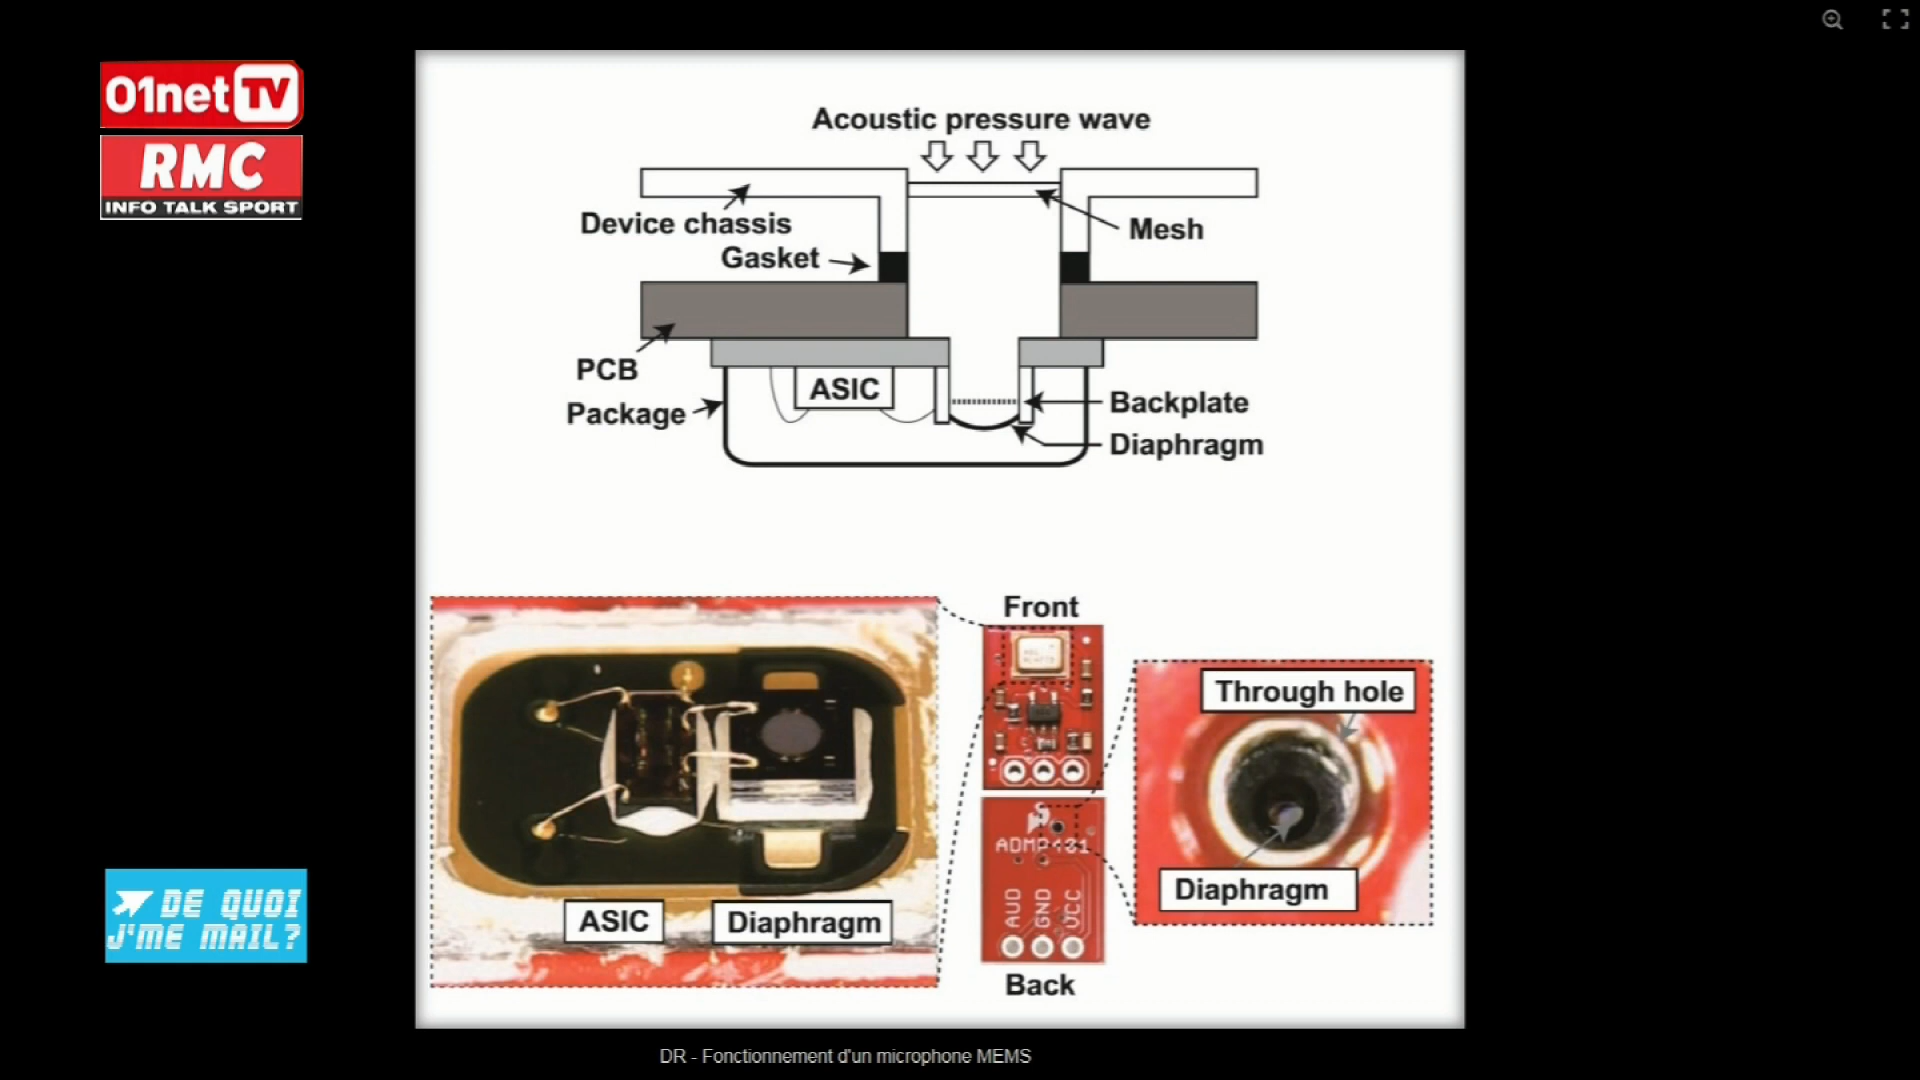 01net TV
RMC
INFO TALK SPORT
Acoustic pressure wave
Device chassis
Mesh
Gasket
PCB
ASIC
Package
Backplate
Diaphragm
Front
Through hole
ADMP401
Diaphragm
AUD
GND
VCC
ASIC
Diaphragm
Back
DE QUOI
J'ME MAIL?
DR - Fonctionnement d'un microphone MEMS